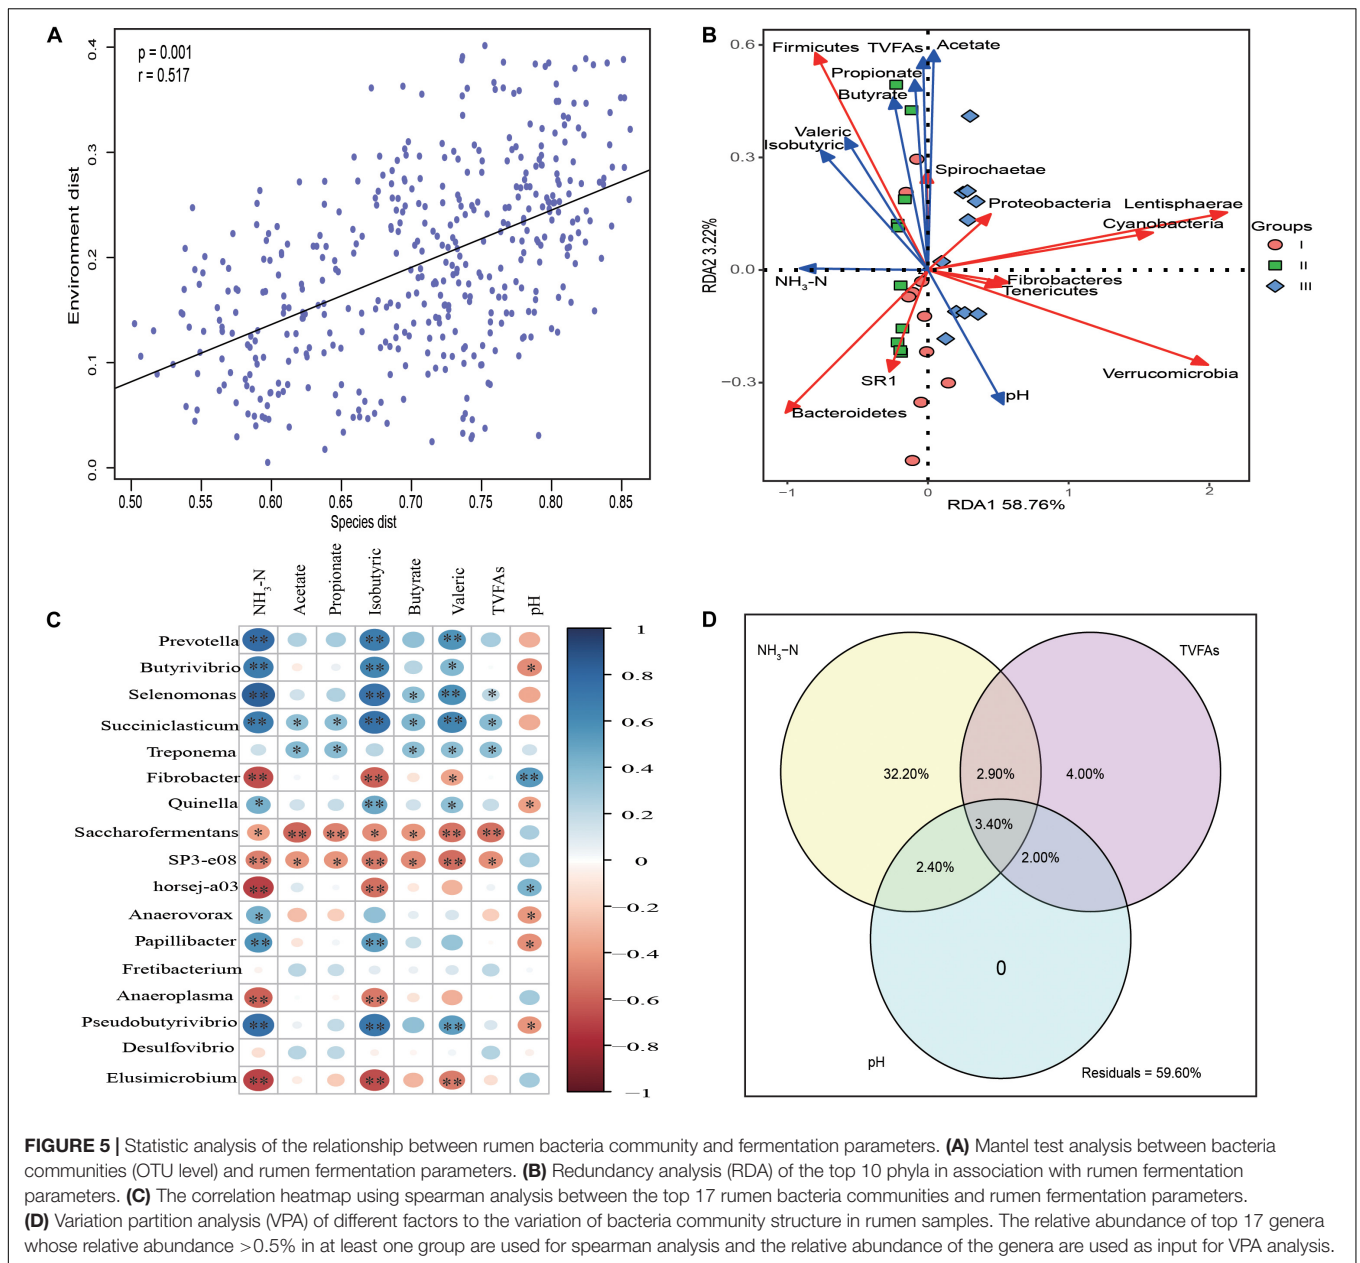 A
p = 0.001
r = 0.517
Environment dist
0.4
0.3
0.2
0.1
0.0
0.50 0.55 0.60 0.65 0.70 0.75 0.80 0.85
Species dist
B
RDA2 3.22%
0.6
0.3
0.0
−0.3
−1 0 1 2
RDA1 58.76%
Firmicutes
TVFAs
Acetate
Propionate
Butyrate
Valeric
Isobutyric
Spirochaetae
Proteobacteria
Lentisphaerae
Cyanobacteria
NH3-N
Fibrobacteres
Tenericutes
Verrucomicrobia
SR1
pH
Bacteroidetes
Groups
I
II
III
C
NH3-N Acetate Propionate Isobutyric Butyrate Valeric TVFAs pH
Prevotella ** ** **
Butyrivibrio ** ** * *
Selenomonas ** ** * ** *
Succiniclasticum ** * * ** * ** *
Treponema * * * * *
Fibrobacter ** ** * **
Quinella * ** * *
Saccharofermentans * ** ** * * ** **
SP3-e08 ** * * ** * ** *
horsej-a03 ** ** *
Anaerovorax * *
Papillibacter ** ** *
Fretibacterium
Anaeroplasma ** **
Pseudobutyrivibrio ** ** ** *
Desulfovibrio
Elusimicrobium ** ** **
1
0.8
0.6
0.4
0.2
0
−0.2
−0.4
−0.6
−0.8
−1
D
NH3−N
TVFAs
32.20%
2.90%
4.00%
3.40%
2.40%
2.00%
0
pH
Residuals = 59.60%
FIGURE 5 | Statistic analysis of the relationship between rumen bacteria community and fermentation parameters. (A) Mantel test analysis between bacteria
communities (OTU level) and rumen fermentation parameters. (B) Redundancy analysis (RDA) of the top 10 phyla in association with rumen fermentation
parameters. (C) The correlation heatmap using spearman analysis between the top 17 rumen bacteria communities and rumen fermentation parameters.
(D) Variation partition analysis (VPA) of different factors to the variation of bacteria community structure in rumen samples. The relative abundance of top 17 genera
whose relative abundance >0.5% in at least one group are used for spearman analysis and the relative abundance of the genera are used as input for VPA analysis.